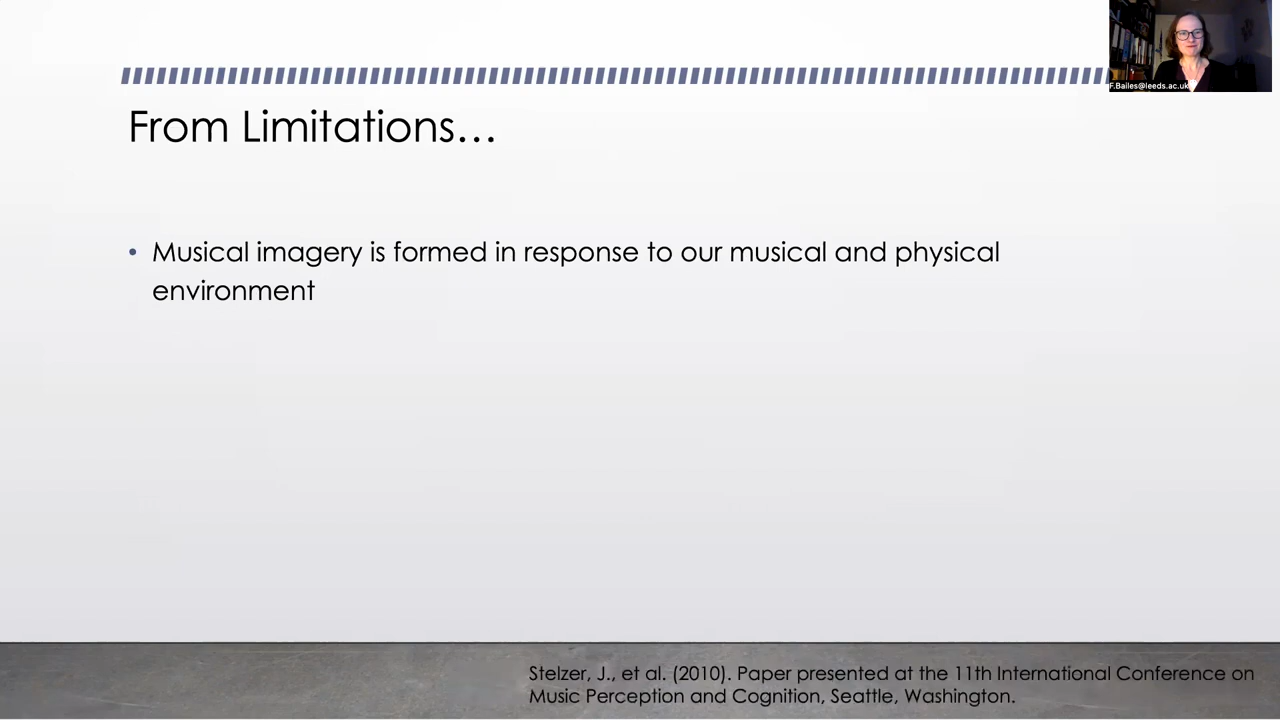 F.Bailes@leeds.ac.uk
From Limitations...
• Musical imagery is formed in response to our musical and physical
environment
Stelzer, J., et al. (2010). Paper presented at the 11th International Conference on
Music Perception and Cognition, Seattle, Washington.